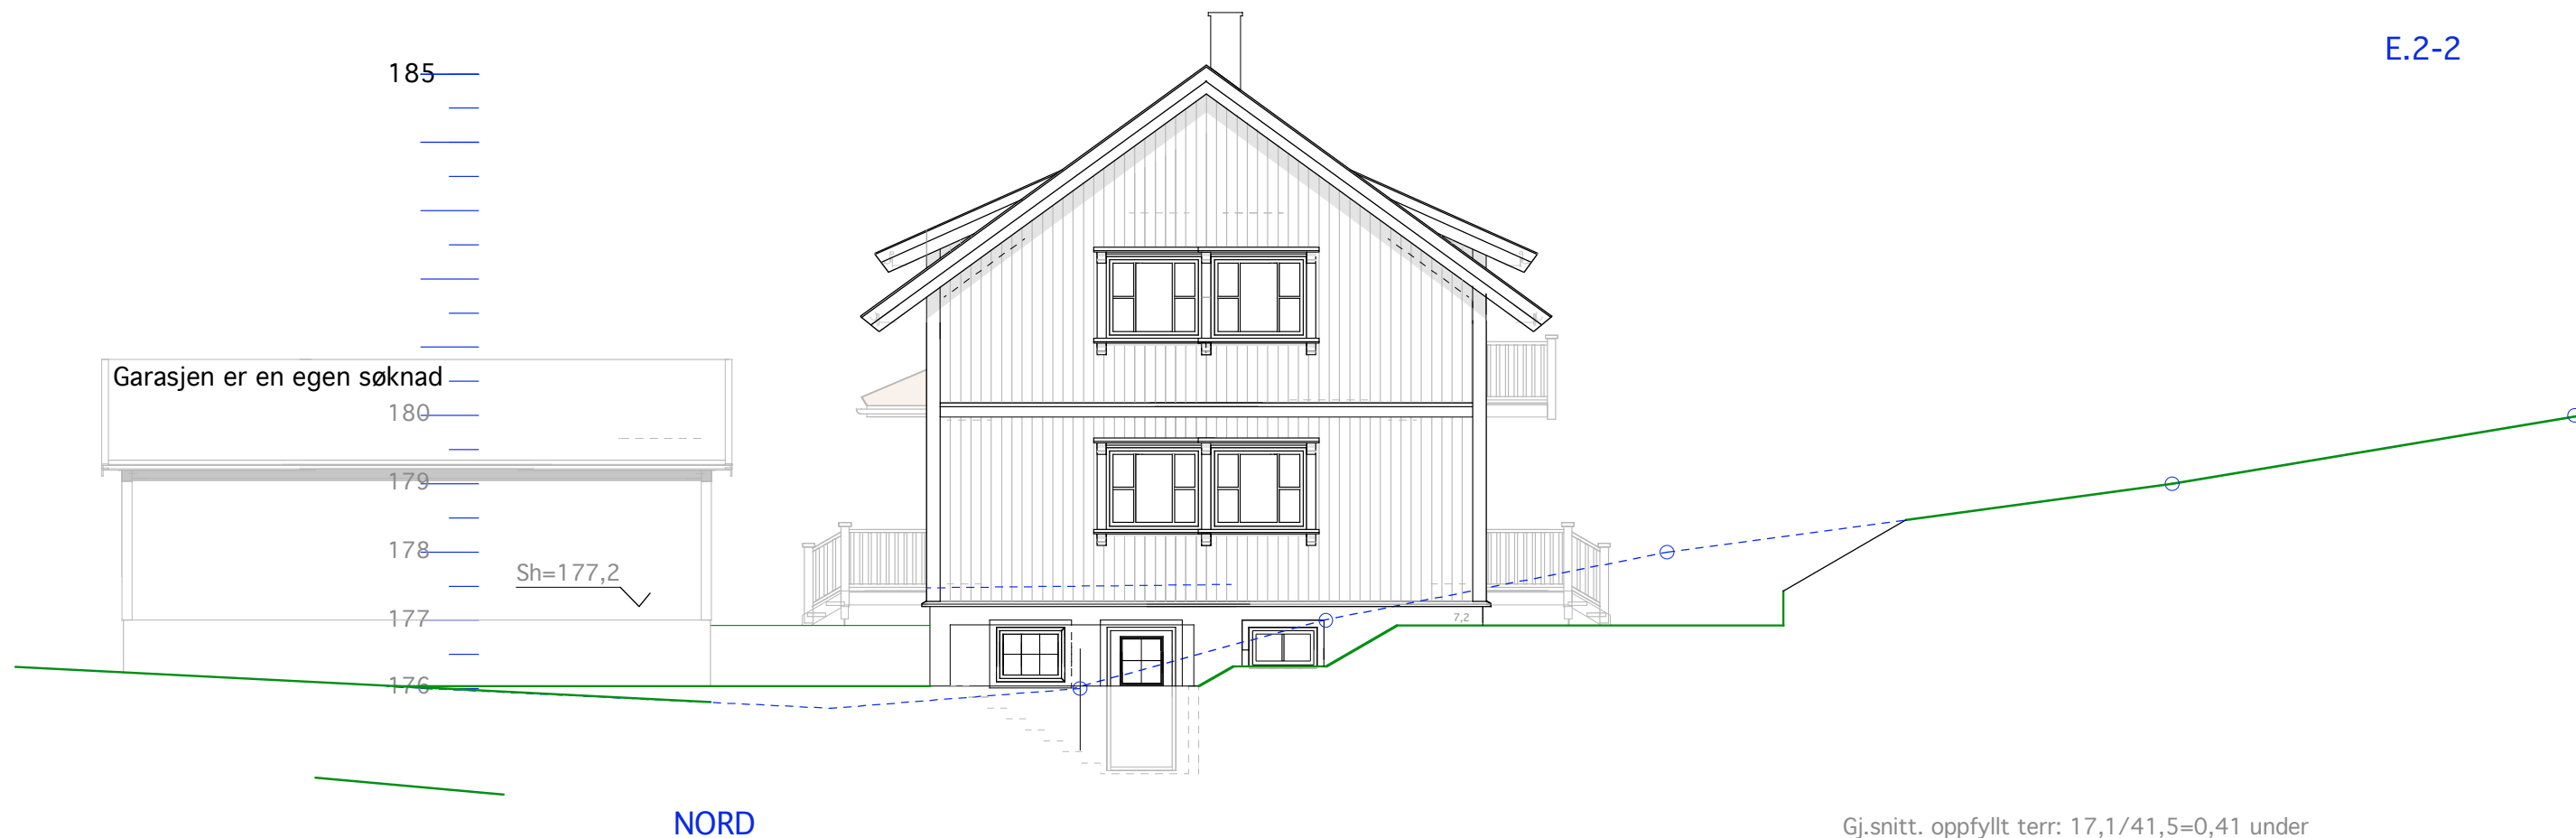 E.2-2
185
Garasjen er en egen søknad
180
179
178
Sh=177,2
177
7,2
176
NORD
Gj.snitt. oppfyllt terr: 17,1/41,5=0,41 under